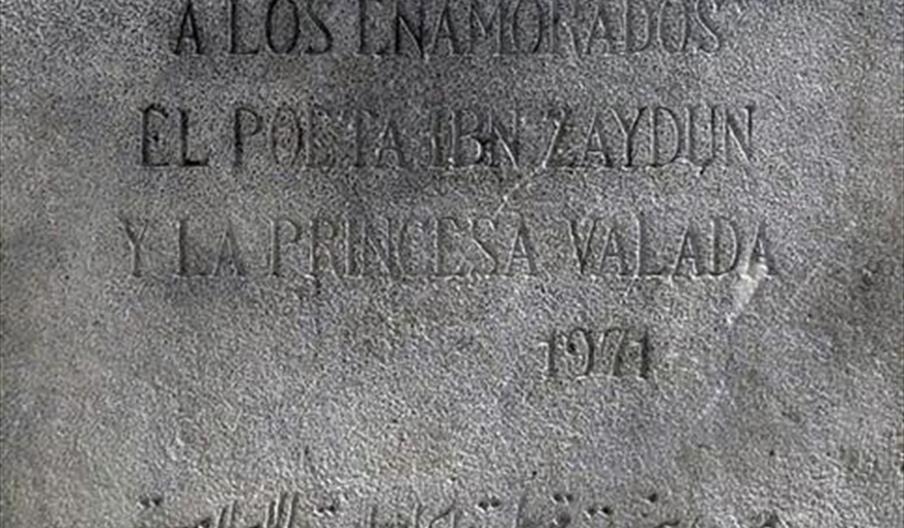 A LOS ENAMORADOS
EL POETA IBN ZAYDUN
Y LA PRINCESA VALADA
1971